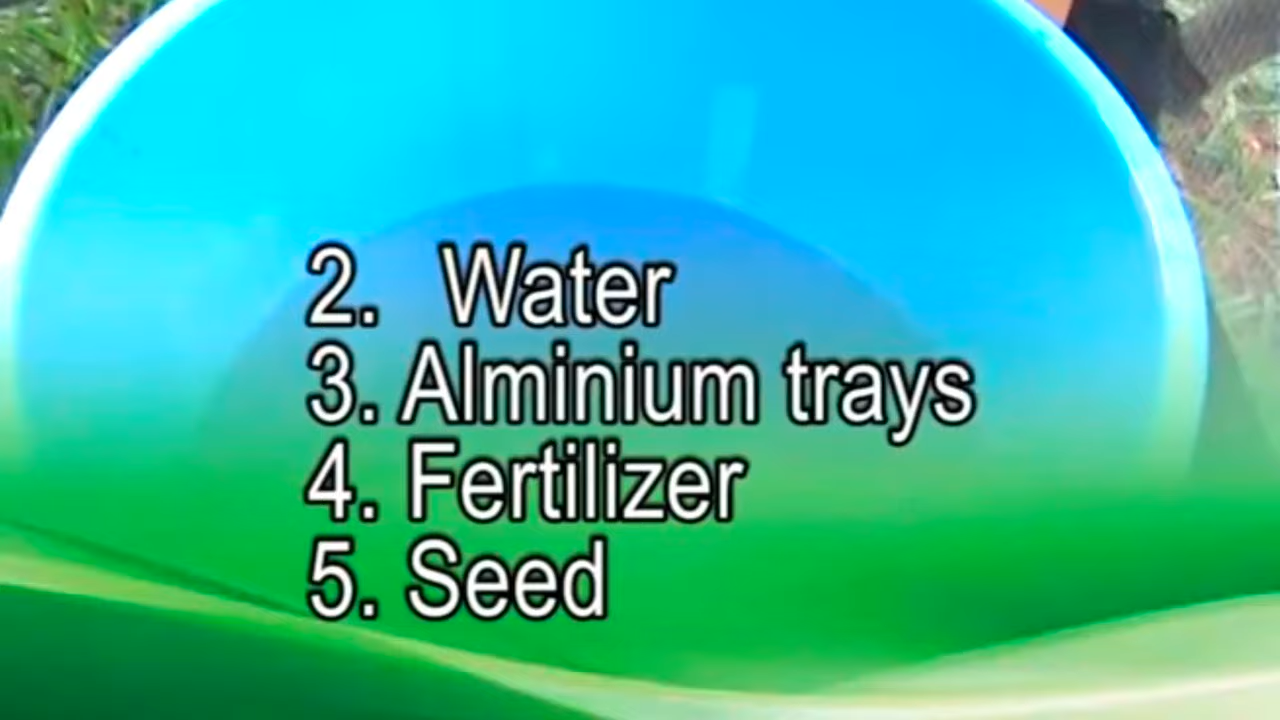 2. Water
3. Alminium trays
4. Fertilizer
5. Seed